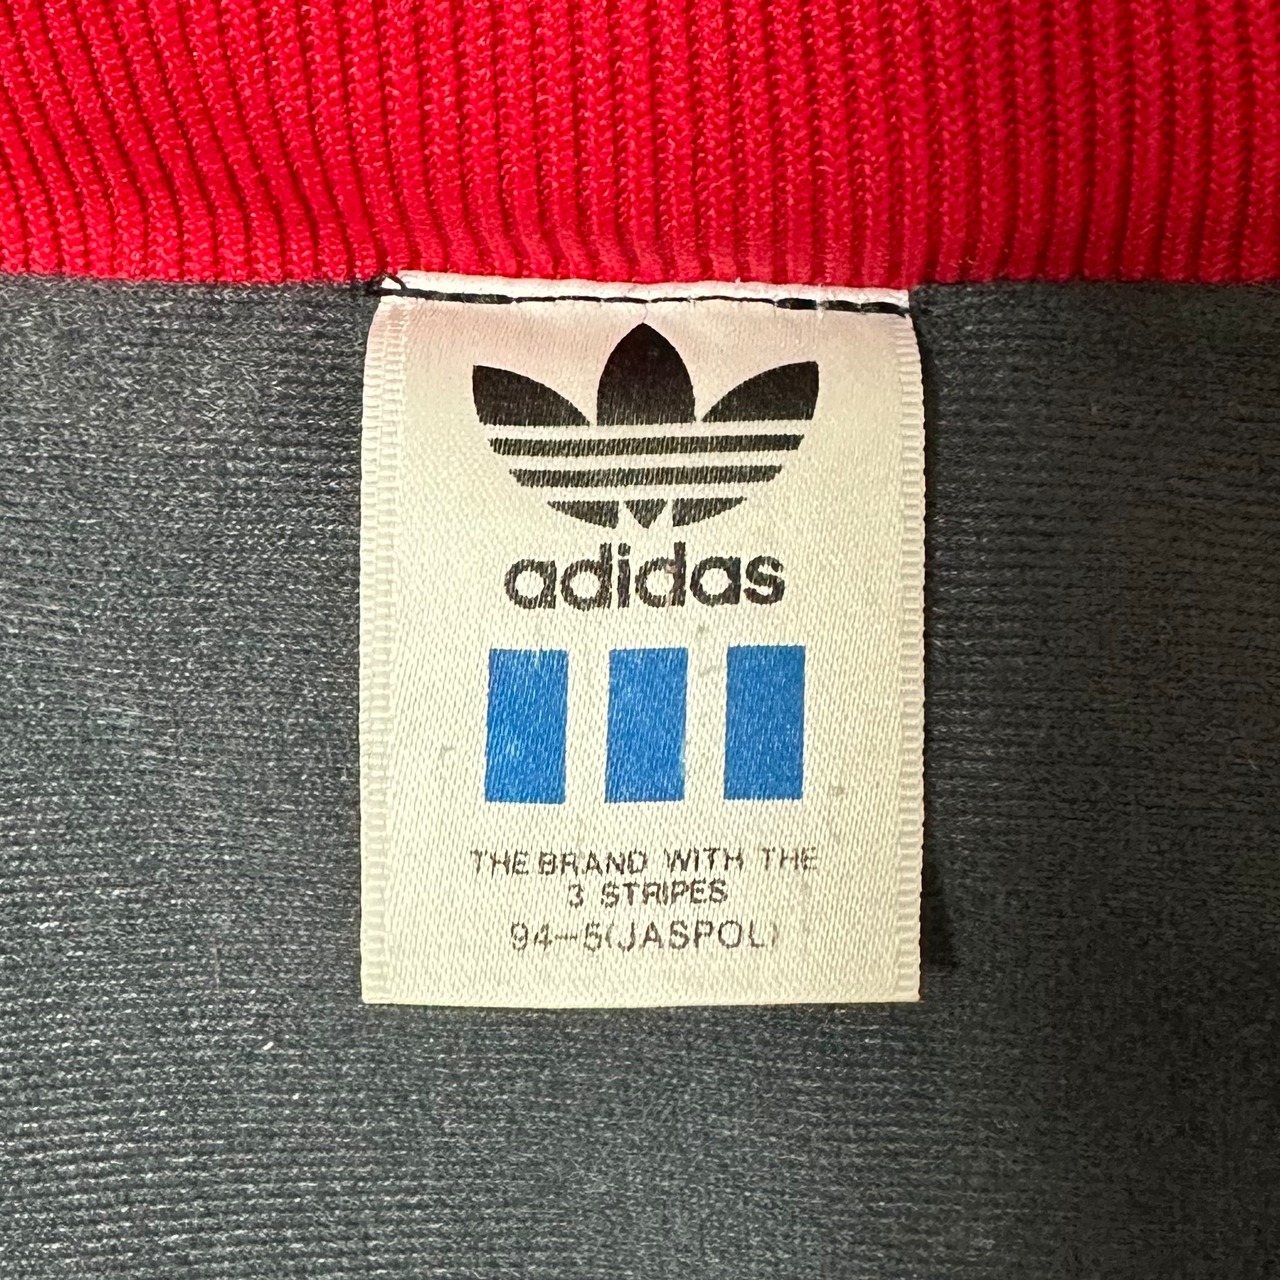 adidas
THE BRAND WITH THE
3 STRIPES
94-5(JASPOL)